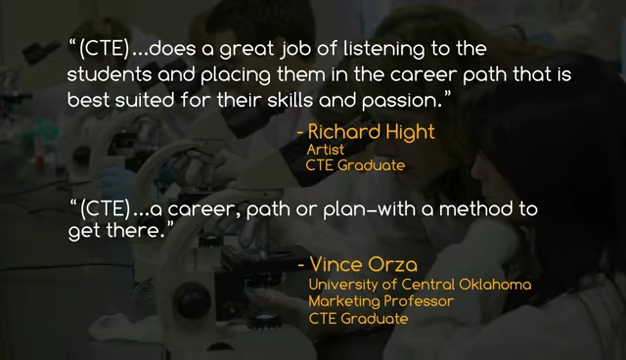 “(CTE)...does a great job of listening to the
students and placing them in the career path that is
best suited for their skills and passion.”
- Richard Hight
Artist
CTE Graduate
“(CTE)...a career, path or plan–with a method to
get there.”
- Vince Orza
University of Central Oklahoma
Marketing Professor
CTE Graduate